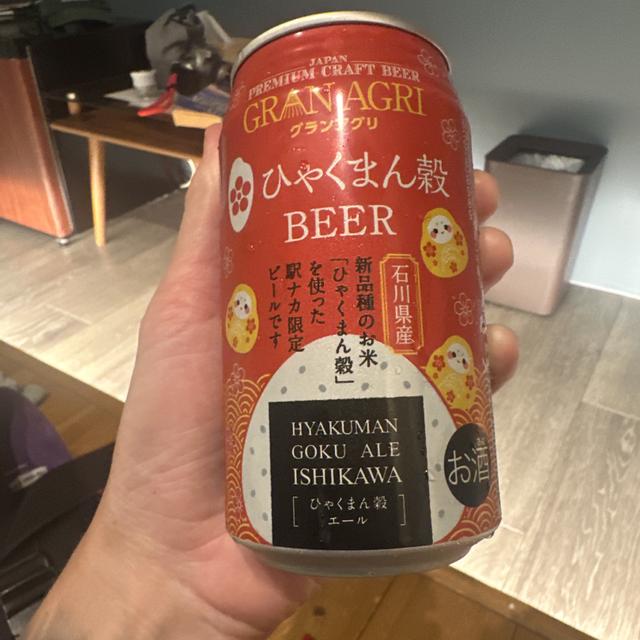 JAPAN
PREMIUM CRAFT BEER
GRAN AGRI
グランアグリ
ひゃくまん穀
BEER
石川県産
新品種のお米
「ひゃくまん穀」
を使った
駅ナカ限定
ビールです
HYAKUMAN
GOKU ALE
ISHIKAWA
[ひゃくまん穀
エール]
お酒